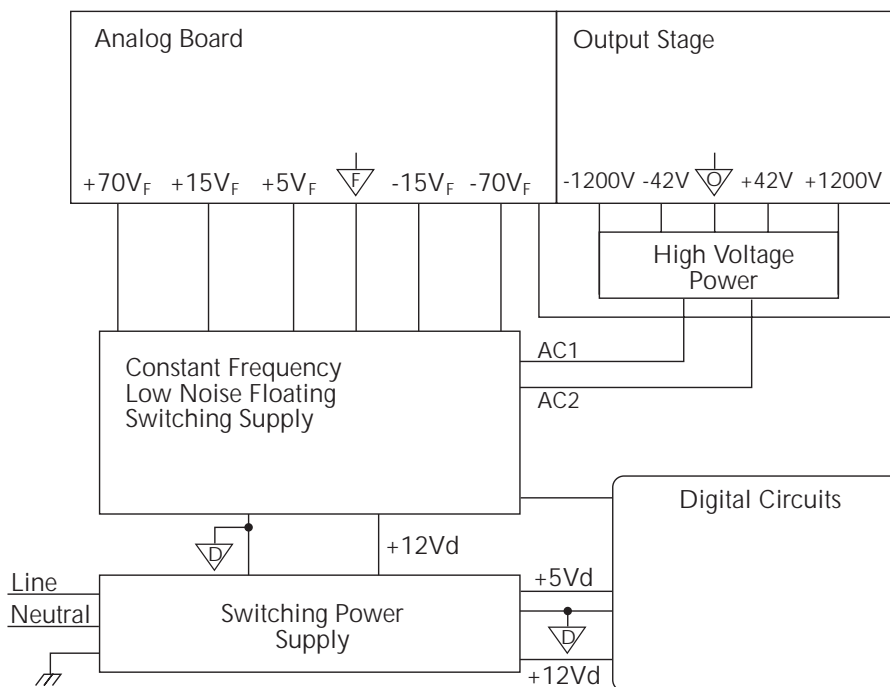 Analog Board
Output Stage
+70VF +15VF +5VF F -15VF -70VF
-1200V -42V O +42V +1200V
High Voltage
Power
Constant Frequency
Low Noise Floating
Switching Supply
AC1
AC2
Digital Circuits
D
+12Vd
Line
Neutral
Switching Power
Supply
+5Vd
D
+12Vd